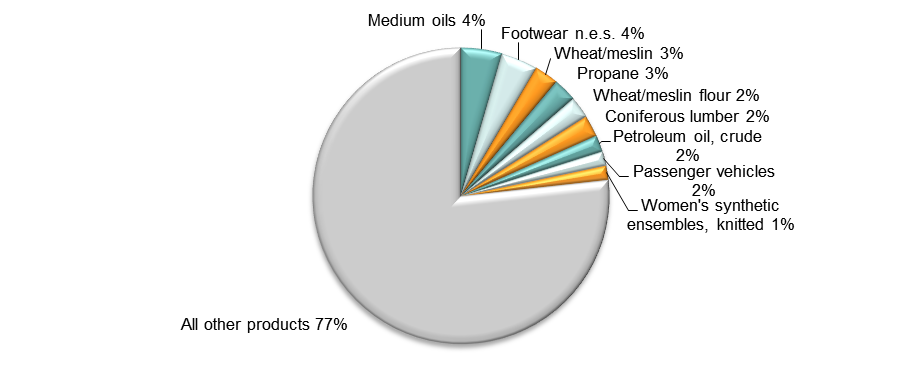 Medium oils 4%
Footwear n.e.s. 4%
Wheat/meslin 3%
Propane 3%
Wheat/meslin flour 2%
Coniferous lumber 2%
Petroleum oil, crude
2%
Passenger vehicles
2%
Women's synthetic
ensembles, knitted 1%
All other products 77%